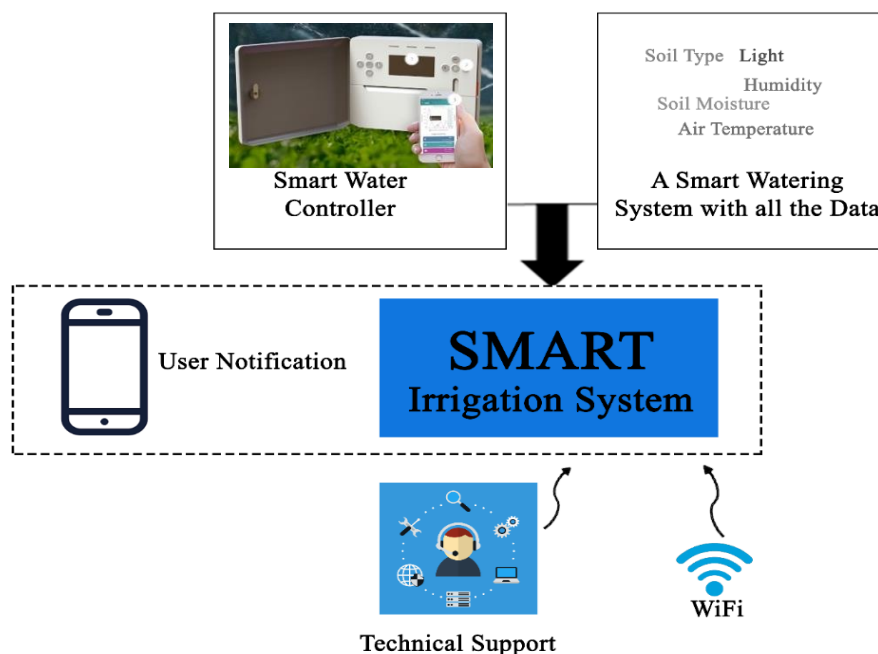 Soil Type Light
Humidity
Soil Moisture
Air Temperature
Smart Water
Controller
A Smart Watering
System with all the Data
User Notification
SMART
Irrigation System
Technical Support
WiFi